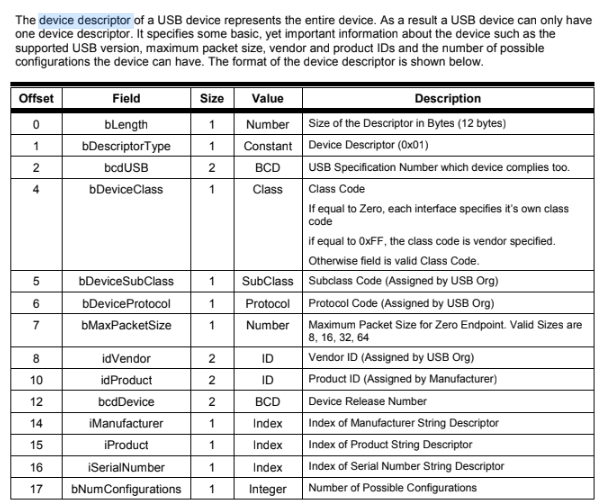 The device descriptor of a USB device represents the entire device. As a result a USB device can only have
one device descriptor. It specifies some basic, yet important information about the device such as the
supported USB version, maximum packet size, vendor and product IDs and the number of possible
configurations the device can have. The format of the device descriptor is shown below.
Offset Field Size Value Description
0 bLength 1 Number Size of the Descriptor in Bytes (12 bytes)
1 bDescriptorType 1 Constant Device Descriptor (0x01)
2 bcdUSB 2 BCD USB Specification Number which device complies too.
4 bDeviceClass 1 Class Class Code
If equal to Zero, each interface specifies it's own class
code
if equal to 0xFF, the class code is vendor specified.
Otherwise field is valid Class Code.
5 bDeviceSubClass 1 SubClass Subclass Code (Assigned by USB Org)
6 bDeviceProtocol 1 Protocol Protocol Code (Assigned by USB Org)
7 bMaxPacketSize 1 Number Maximum Packet Size for Zero Endpoint. Valid Sizes are
8, 16, 32, 64
8 idVendor 2 ID Vendor ID (Assigned by USB Org)
10 idProduct 2 ID Product ID (Assigned by Manufacturer)
12 bcdDevice 2 BCD Device Release Number
14 iManufacturer 1 Index Index of Manufacturer String Descriptor
15 iProduct 1 Index Index of Product String Descriptor
16 iSerialNumber 1 Index Index of Serial Number String Descriptor
17 bNumConfigurations 1 Integer Number of Possible Configurations